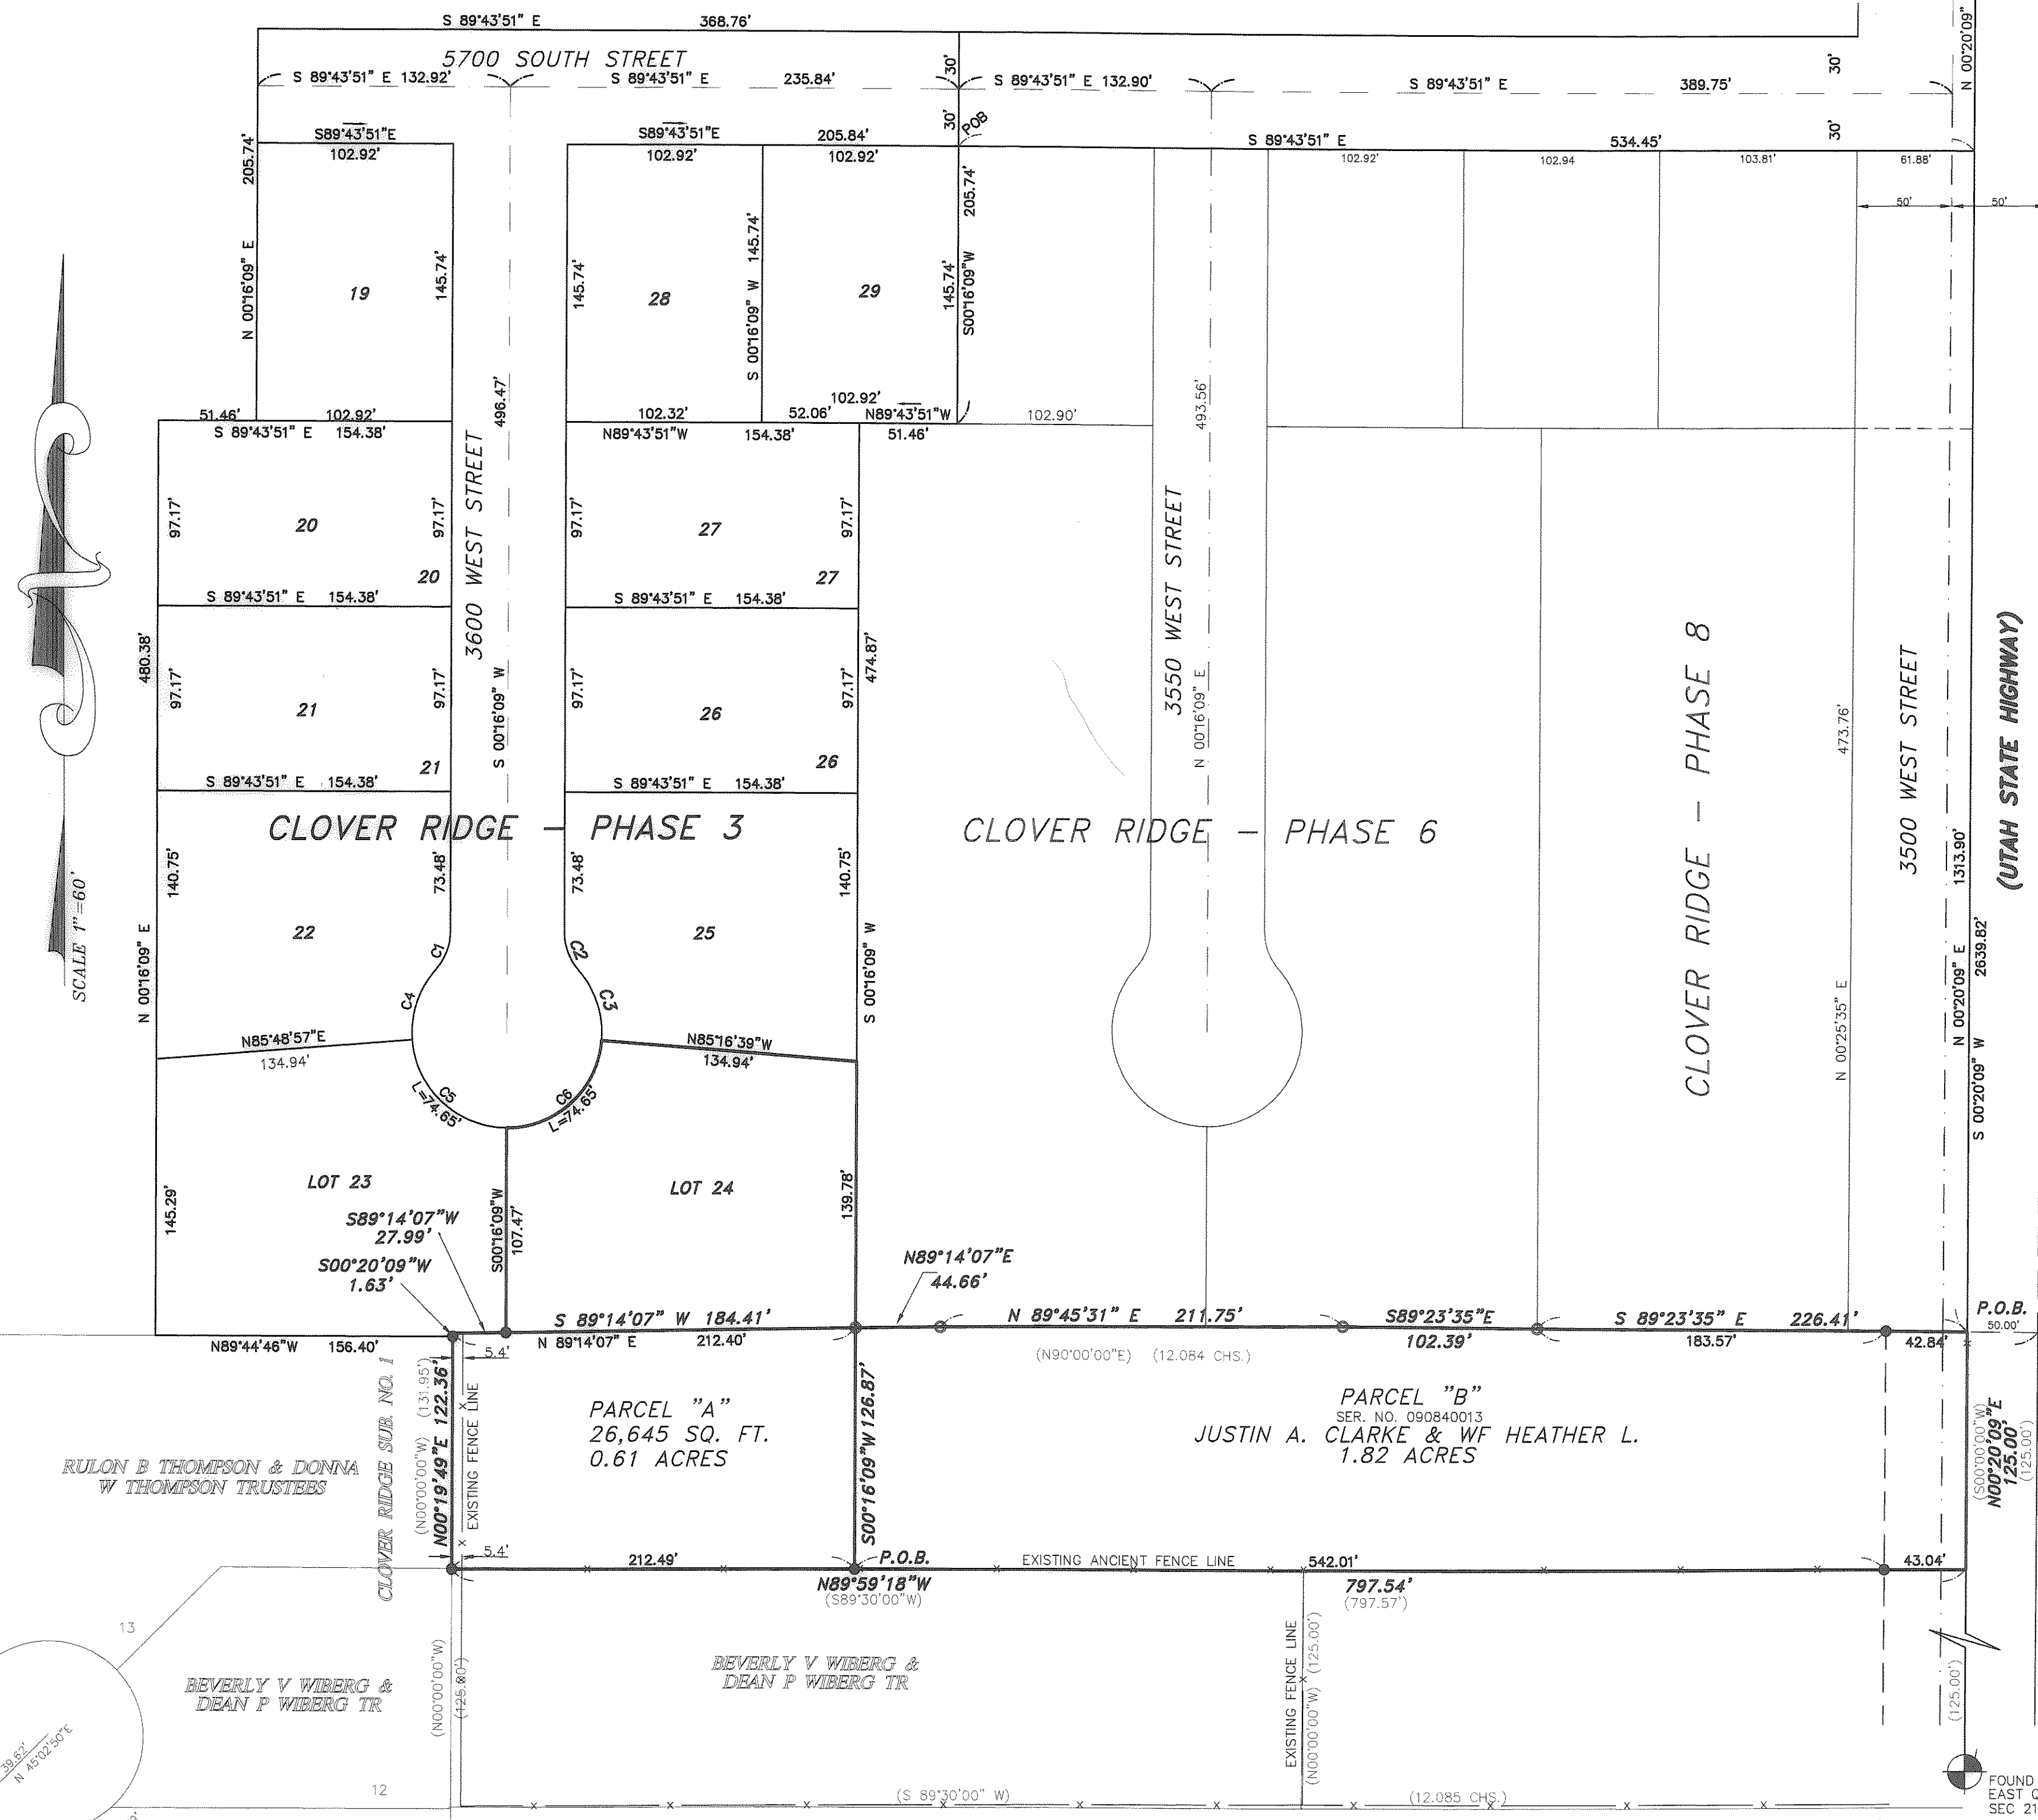 S 89°43'51" E 368.76'
5700 SOUTH STREET
S 89°43'51" E 132.92'
S 89°43'51" E 235.84'
30'
S 89°43'51" E 132.90'
S 89°43'51" E 389.75'
30'
N 00°20'09"
S89°43'51"E
102.92'
S89°43'51"E 205.84'
102.92' 102.92'
30'
POB
S 89°43'51" E 534.45'
30'
102.92' 102.94 103.81' 61.88'
50' 50'
205.74'
N 00°16'09" E
19
145.74'
145.74'
28
S 00°16'09" W 145.74'
29
145.74'
205.74'
S00°16'09"W
51.46' 102.92'
S 89°43'51" E 154.38'
496.47'
102.32' 52.06' 102.92'
N89°43'51"W
N89°43'51"W 154.38' 51.46'
102.90'
493.56'
97.17'
20
97.17'
20
3600 WEST STREET
97.17'
27
97.17'
27
3550 WEST STREET
S 89°43'51" E 154.38'
S 89°43'51" E 154.38'
480.38'
97.17'
21
97.17'
21
S 00°16'09" W
97.17'
26
97.17'
26
474.87'
N 00°16'09" E
CLOVER RIDGE - PHASE 8
473.76'
3500 WEST STREET
(UTAH STATE HIGHWAY)
S 89°43'51" E 154.38'
S 89°43'51" E 154.38'
CLOVER RIDGE - PHASE 3
CLOVER RIDGE - PHASE 6
SCALE 1"=60'
140.75'
73.48'
73.48'
140.75'
1313.90'
22
25
C1
C2
C4
C3
N 00°16'09" E
S 00°16'09" W
N 00°25'35" E
N 00°20'09" E
2639.82'
S 00°20'09" W
N85°48'57"E
134.94'
N85°16'39"W
134.94'
C5
L=74.65'
C6
L=74.65'
LOT 23
LOT 24
145.29'
S00°16'09"W
107.47'
139.78'
S89°14'07"W
27.99'
S00°20'09"W
1.63'
N89°14'07"E
44.66'
S 89°14'07" W 184.41'
N 89°14'07" E 212.40'
N 89°45'31" E 211.75'
S89°23'35"E
102.39'
S 89°23'35" E 226.41'
183.57' 42.84'
P.O.B.
50.00'
N89°44'46"W 156.40'
5.4'
(N90°00'00"E) (12.084 CHS.)
CLOVER RIDGE SUB. NO. 1
(N00°00'00"W) (131.95')
N00°19'49"E 122.36'
EXISTING FENCE LINE
PARCEL "A"
26,645 SQ. FT.
0.61 ACRES
S00°16'09"W 126.87'
PARCEL "B"
SER. NO. 090840013
JUSTIN A. CLARKE & WF HEATHER L.
1.82 ACRES
(S00°00'00"W)
N00°20'09"E
125.00'
(125.00')
RULON B THOMPSON & DONNA
W THOMPSON TRUSTEES
5.4'
212.49'
P.O.B.
EXISTING ANCIENT FENCE LINE
542.01'
43.04'
N89°59'18"W
(S89°30'00"W)
797.54'
(797.57')
13
(N00°00'00"W)
(125.00')
BEVERLY V WIBERG &
DEAN P WIBERG TR
BEVERLY V WIBERG &
DEAN P WIBERG TR
EXISTING FENCE LINE
(N00°00'00"W) (125.00')
(125.00')
39.62'
N 45°02'50"E
12
(S 89°30'00" W)
(12.085 CHS.)
FOUND
EAST
SEC 21